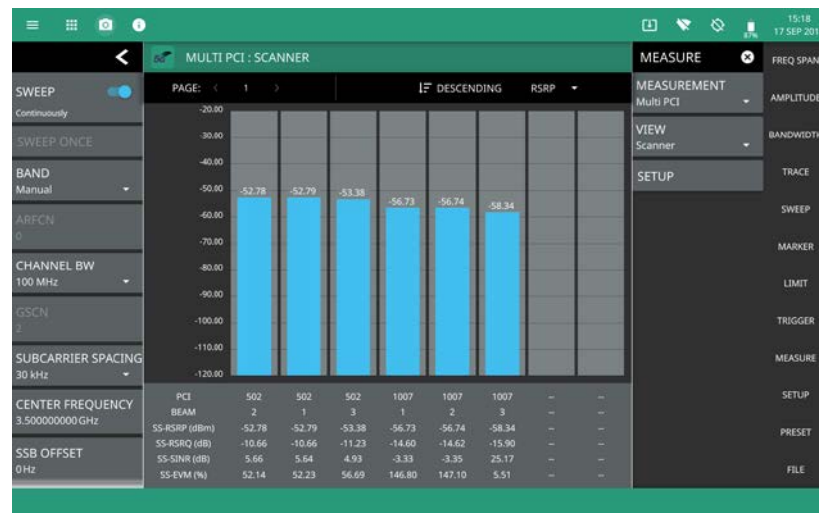 87%
15:18
17 SEP 201
MULTI PCI : SCANNER
MEASURE
FREQ SPAN
SWEEP
Continuously
PAGE: < 1 >
DESCENDING
RSRP
MEASUREMENT
Multi PCI
AMPLITUDE
SWEEP ONCE
VIEW
Scanner
BANDWIDTH
BAND
Manual
SETUP
TRACE
ARFCN
0
SWEEP
CHANNEL BW
100 MHz
MARKER
GSCN
2
LIMIT
SUBCARRIER SPACING
30 kHz
TRIGGER
CENTER FREQUENCY
3.500000000 GHz
MEASURE
SSB OFFSET
0 Hz
SETUP
PRESET
FILE
-20.00
-30.00
-40.00
-50.00
-60.00
-70.00
-80.00
-90.00
-100.00
-110.00
-120.00
-52.78 -52.79 -53.38 -56.73 -56.74 -58.34
PCI 502 502 502 1007 1007 1007 -- --
BEAM 2 1 3 1 2 3 -- --
SS-RSRP (dBm) -52.78 -52.79 -53.38 -56.73 -56.74 -58.34 -- --
SS-RSRQ (dB) -10.66 -10.66 -11.23 -14.60 -14.62 -15.90 -- --
SS-SINR (dB) 5.66 5.64 4.93 -3.33 -3.35 25.17 -- --
SS-EVM (%) 52.14 52.23 56.69 146.80 147.10 5.51 -- --